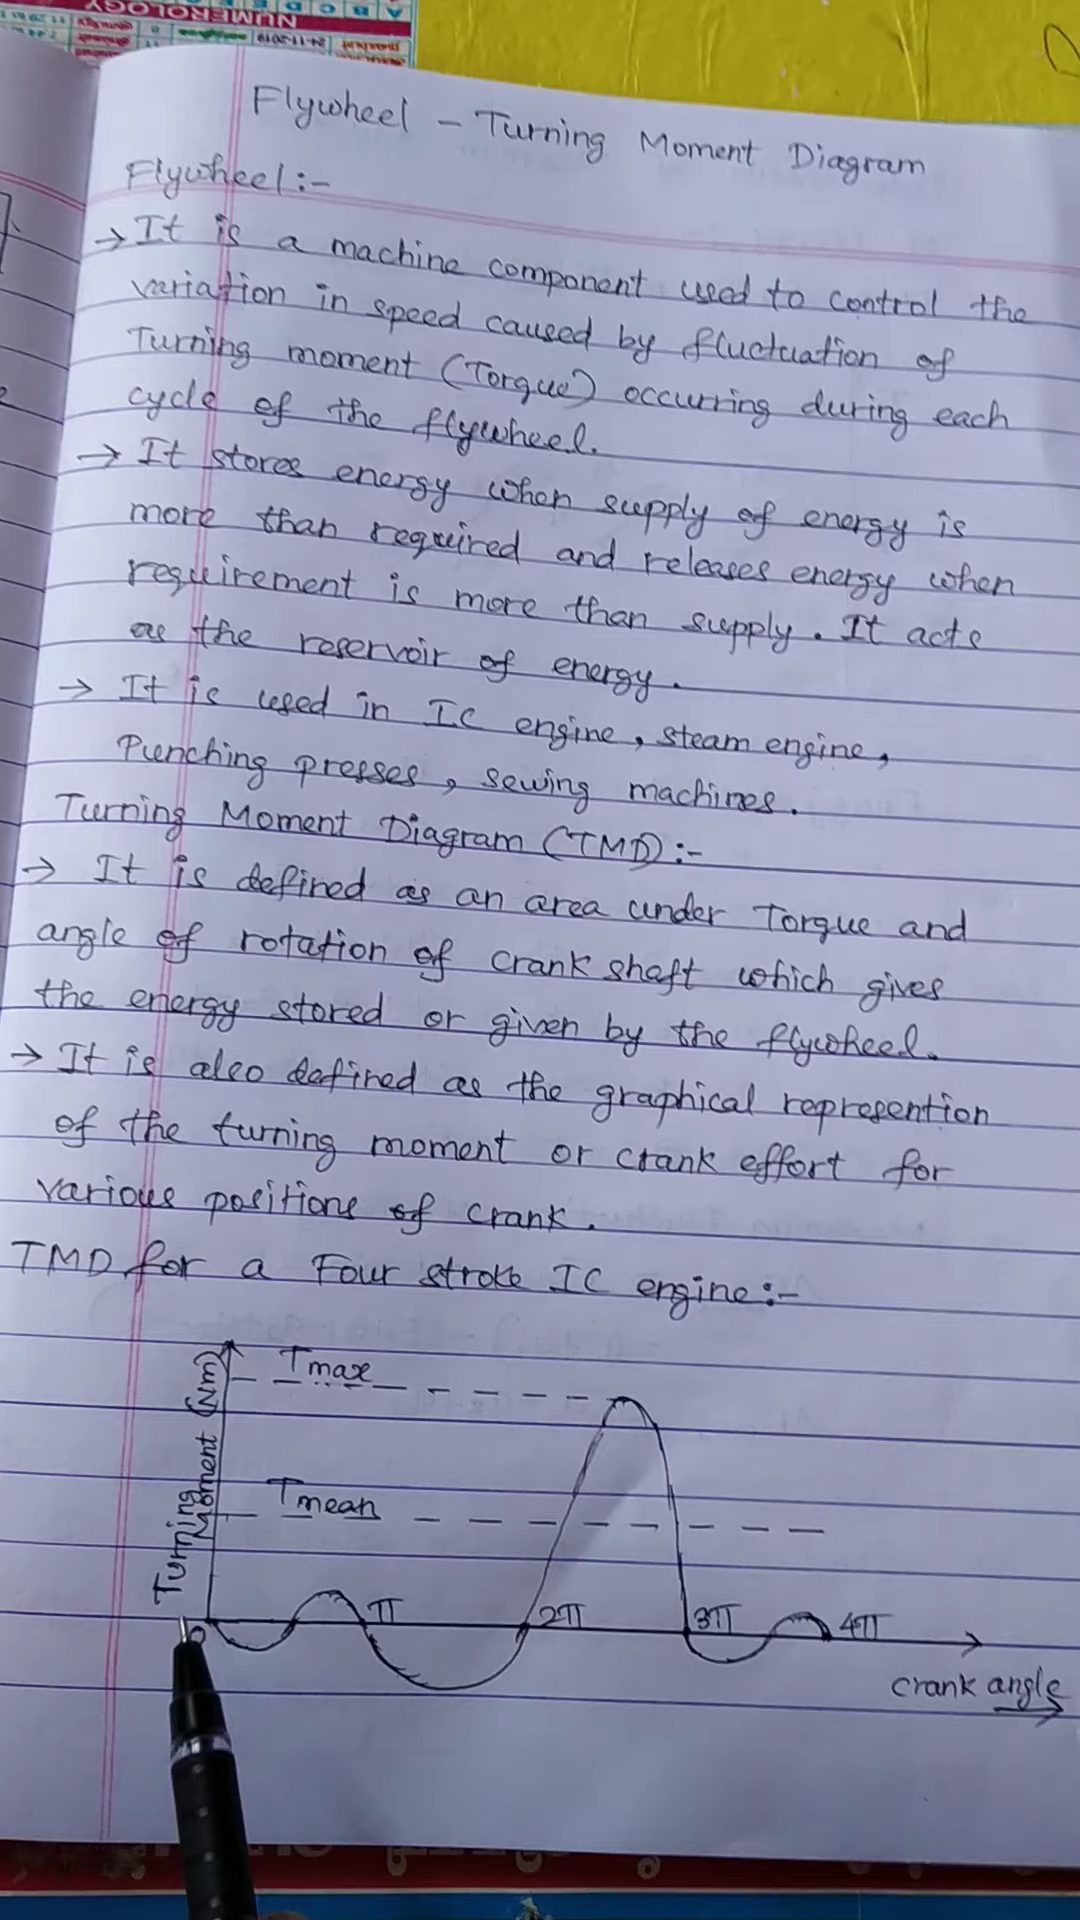 NUMEROLOGY
A B C D E
24-11-2019
Flywheel - Turning Moment Diagram
Flywheel:-
→ It is a machine component used to control the
variation in speed caused by fluctuation of
Turning moment (Torque) occurring during each
cycle of the flywheel.
→ It stores energy when supply of energy is
more than required and releases energy when
requirement is more than supply. It acts
as the reservoir of energy.
→ It is used in IC engine, steam engine,
Punching presses, sewing machines.
Turning Moment Diagram (TMD):-
→ It is defined as an area under Torque and
angle of rotation of crank shaft which gives
the energy stored or given by the flywheel.
→ It is also defined as the graphical represention
of the turning moment or crank effort for
various positions of crank.
TMD for a Four stroke IC engine:-
Turning Moment (Nm)
Tmax
Tmean
0 π 2π 3π 4π
crank angle